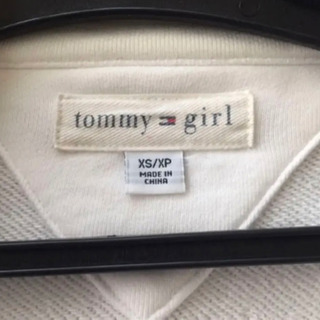 tommy girl
XS/XP
MADE IN
CHINA